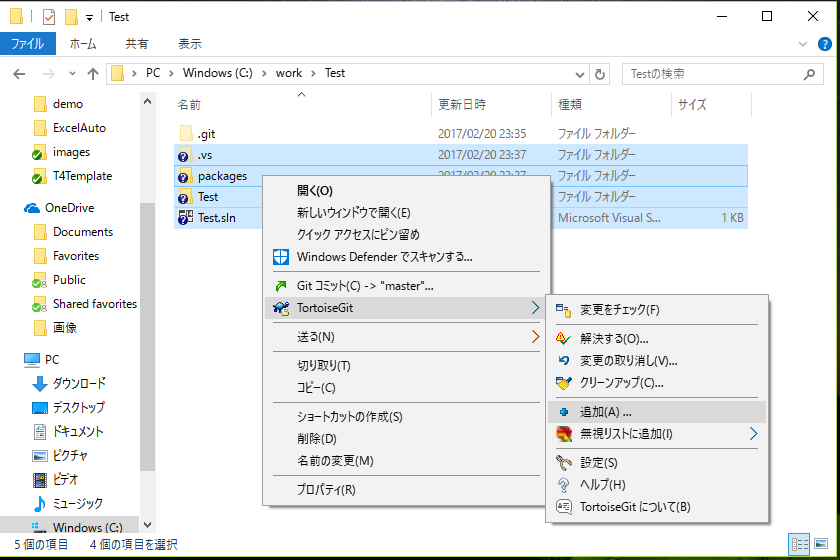 Test
ファイル ホーム 共有 表示
PC Windows (C:) work Test
Testの検索
demo
ExcelAuto
images
T4Template
OneDrive
Documents
Favorites
Public
Shared favorites
画像
PC
ダウンロード
デスクトップ
ドキュメント
ピクチャ
ビデオ
ミュージック
Windows (C:)
名前 更新日時 種類 サイズ
.git 2017/02/20 23:35 ファイル フォルダー
.vs 2017/02/20 23:37 ファイル フォルダー
packages 2017/02/20 23:37 ファイル フォルダー
Test ファイル フォルダー
Test.sln Microsoft Visual S... 1 KB
開く(O)
新しいウィンドウで開く(E)
クイック アクセスにピン留め
Windows Defender でスキャンする...
Git コミット(C) -> "master"...
TortoiseGit
送る(N)
切り取り(T)
コピー(C)
ショートカットの作成(S)
削除(D)
名前の変更(M)
プロパティ(R)
変更をチェック(F)
解決する(O)...
変更の取り消し(V)...
クリーンアップ(C)...
追加(A) ...
無視リストに追加(I)
設定(S)
ヘルプ(H)
TortoiseGit について(B)
5 個の項目 4 個の項目を選択